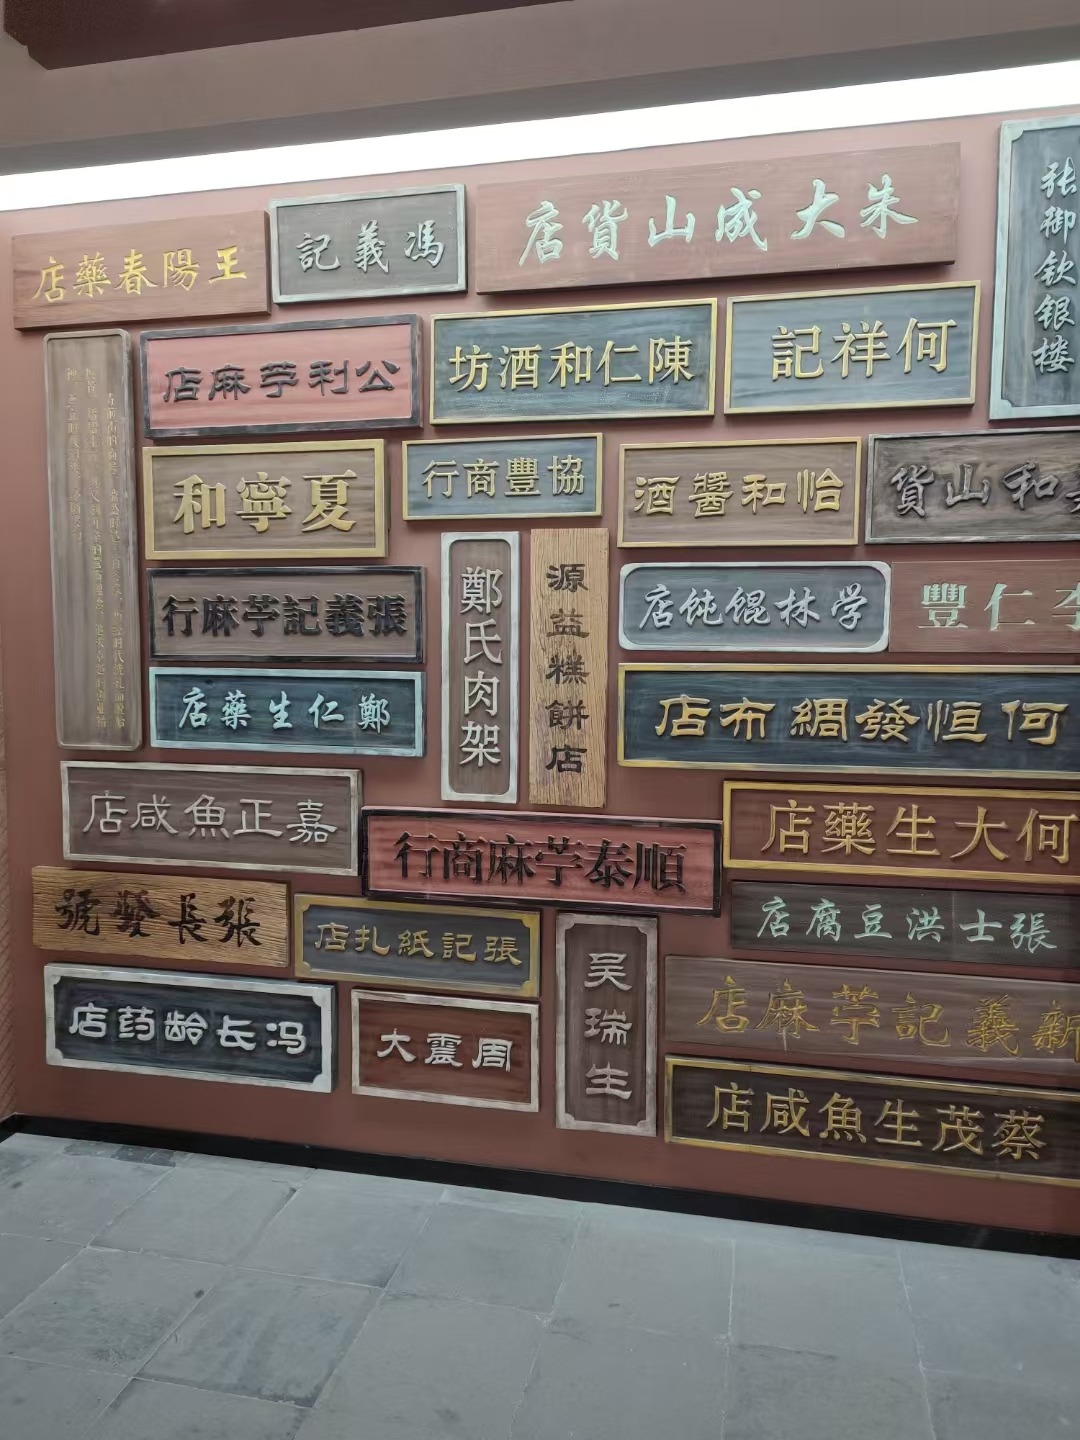 王陽春藥店
馮義記
朱大成山貨店
张御钦银楼
公利苧麻店
陳仁和酒坊
何祥記
夏寧和
協豐商行
怡和醬酒
和山貨
張義記苧麻行
鄭氏肉架
源益糕餅店
学林馄饨店
李仁豐
鄭仁生藥店
何恒發綢布店
嘉正魚咸店
順泰苧麻商行
何大生藥店
張長發號
張記紙扎店
吴瑞生
張士洪豆腐店
新義記苧麻店
冯长龄药店
周震大
蔡茂生魚咸店